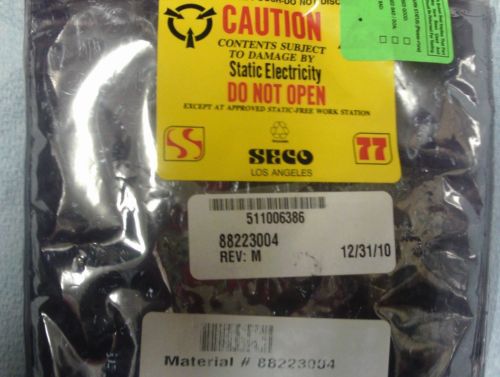 CAUTION
CONTENTS SUBJECT
TO DAMAGE BY
Static Electricity
DO NOT OPEN
EXCEPT AT APPROVED STATIC-FREE WORK STATION
SECO
LOS ANGELES
77
511006386
88223004
REV: M
12/31/10
Material # 88223004